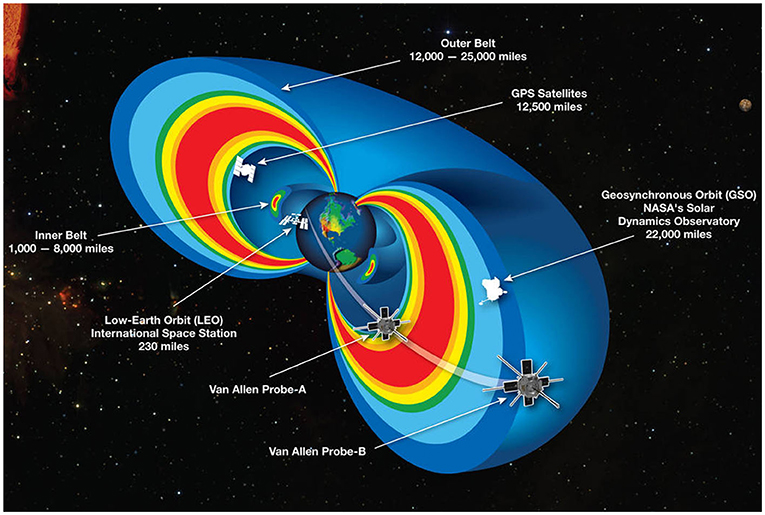 Outer Belt
12,000 — 25,000 miles
GPS Satellites
12,500 miles
Geosynchronous Orbit (GSO)
NASA's Solar
Dynamics Observatory
22,000 miles
Inner Belt
1,000 — 8,000 miles
Low-Earth Orbit (LEO)
International Space Station
230 miles
Van Allen Probe-A
Van Allen Probe-B